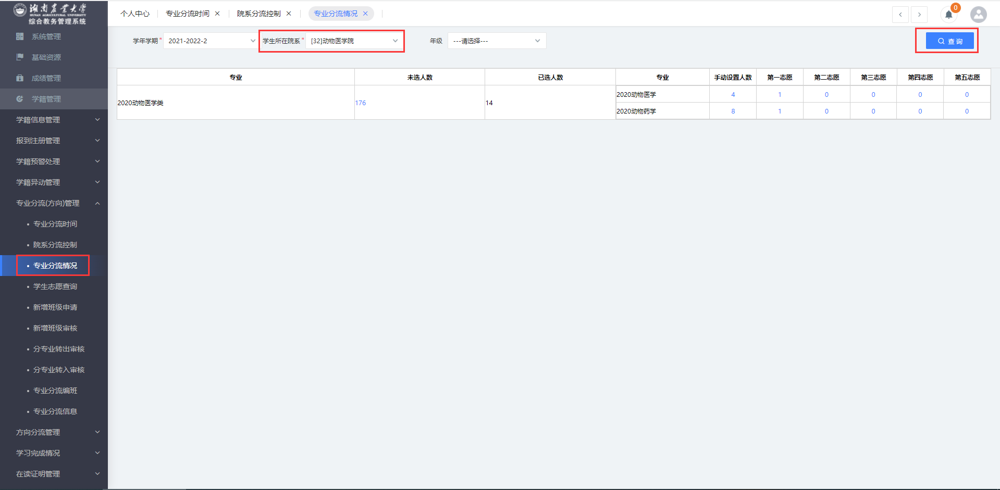 湖南农业大学
HUNAN AGRICULTURAL UNIVERSITY
综合教务管理系统
个人中心 专业分流时间 × 院系分流控制 × 专业分流情况 ×
0
系统管理
基础资源
成绩管理
学籍管理
学籍信息管理
报到注册管理
学籍预警处理
学籍异动管理
专业分流(方向)管理
• 专业分流时间
• 院系分流控制
• 专业分流情况
• 学生志愿查询
• 新增班级申请
• 新增班级审核
• 分专业转出审核
• 分专业转入审核
• 专业分流编班
• 专业分流信息
方向分流管理
学习完成情况
在读证明管理
学年学期* 2021-2022-2 学生所在院系* [32]动物医学院 年级 ---请选择--- 查询
专业 未选人数 已选人数 专业 手动设置人数 第一志愿 第二志愿 第三志愿 第四志愿 第五志愿
2020动物医学类 176 14
2020动物医学 4 1 0 0 0 0
2020动物药学 8 1 0 0 0 0